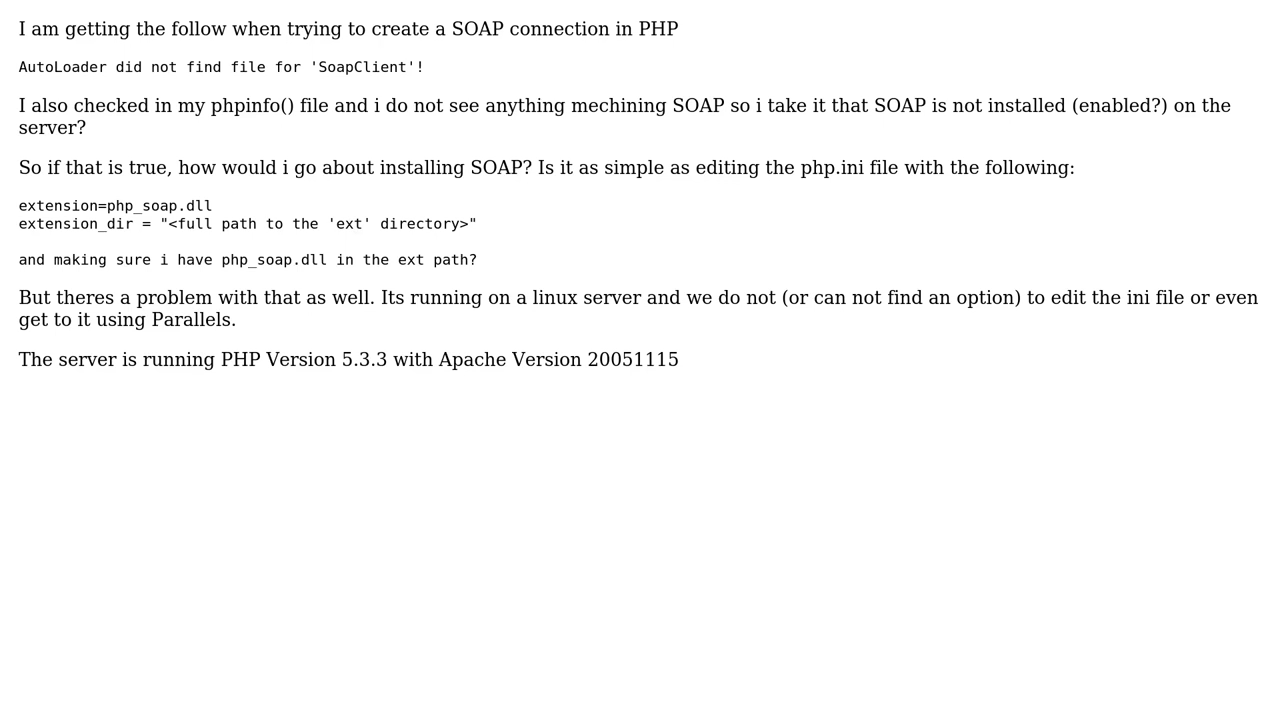 I am getting the follow when trying to create a SOAP connection in PHP
AutoLoader did not find file for 'SoapClient'!
I also checked in my phpinfo() file and i do not see anything mechining SOAP so i take it that SOAP is not installed (enabled?) on the
server?
So if that is true, how would i go about installing SOAP? Is it as simple as editing the php.ini file with the following:
extension=php_soap.dll
extension_dir = "<full path to the 'ext' directory>"
and making sure i have php_soap.dll in the ext path?
But theres a problem with that as well. Its running on a linux server and we do not (or can not find an option) to edit the ini file or even
get to it using Parallels.
The server is running PHP Version 5.3.3 with Apache Version 20051115